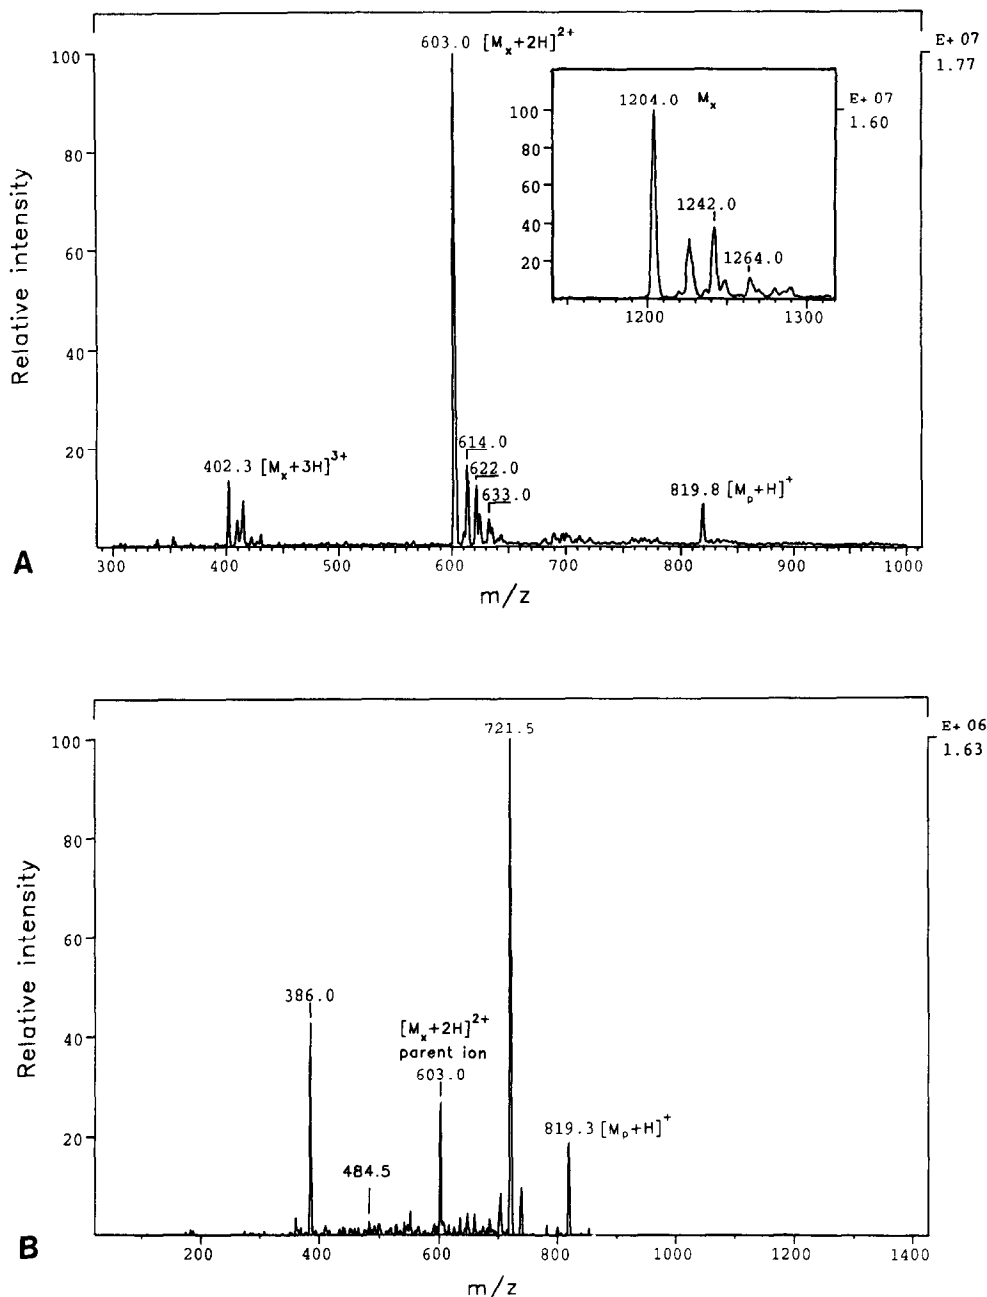 603.0 [Mx+2H]2+
E+ 07
1.77
100
80
60
40
20
Relative intensity
1204.0 Mx
E+ 07
1.60
100
80
60
40
20
1242.0
1264.0
1200
1300
402.3 [Mx+3H]3+
614.0
622.0
633.0
819.8 [Mp+H]+
300
400
500
600
700
800
900
1000
A
m/z
721.5
E+ 06
1.63
100
80
60
40
20
Relative intensity
386.0
[Mx+2H]2+
parent ion
603.0
484.5
819.3 [Mp+H]+
200
400
600
800
1000
1200
1400
B
m/z